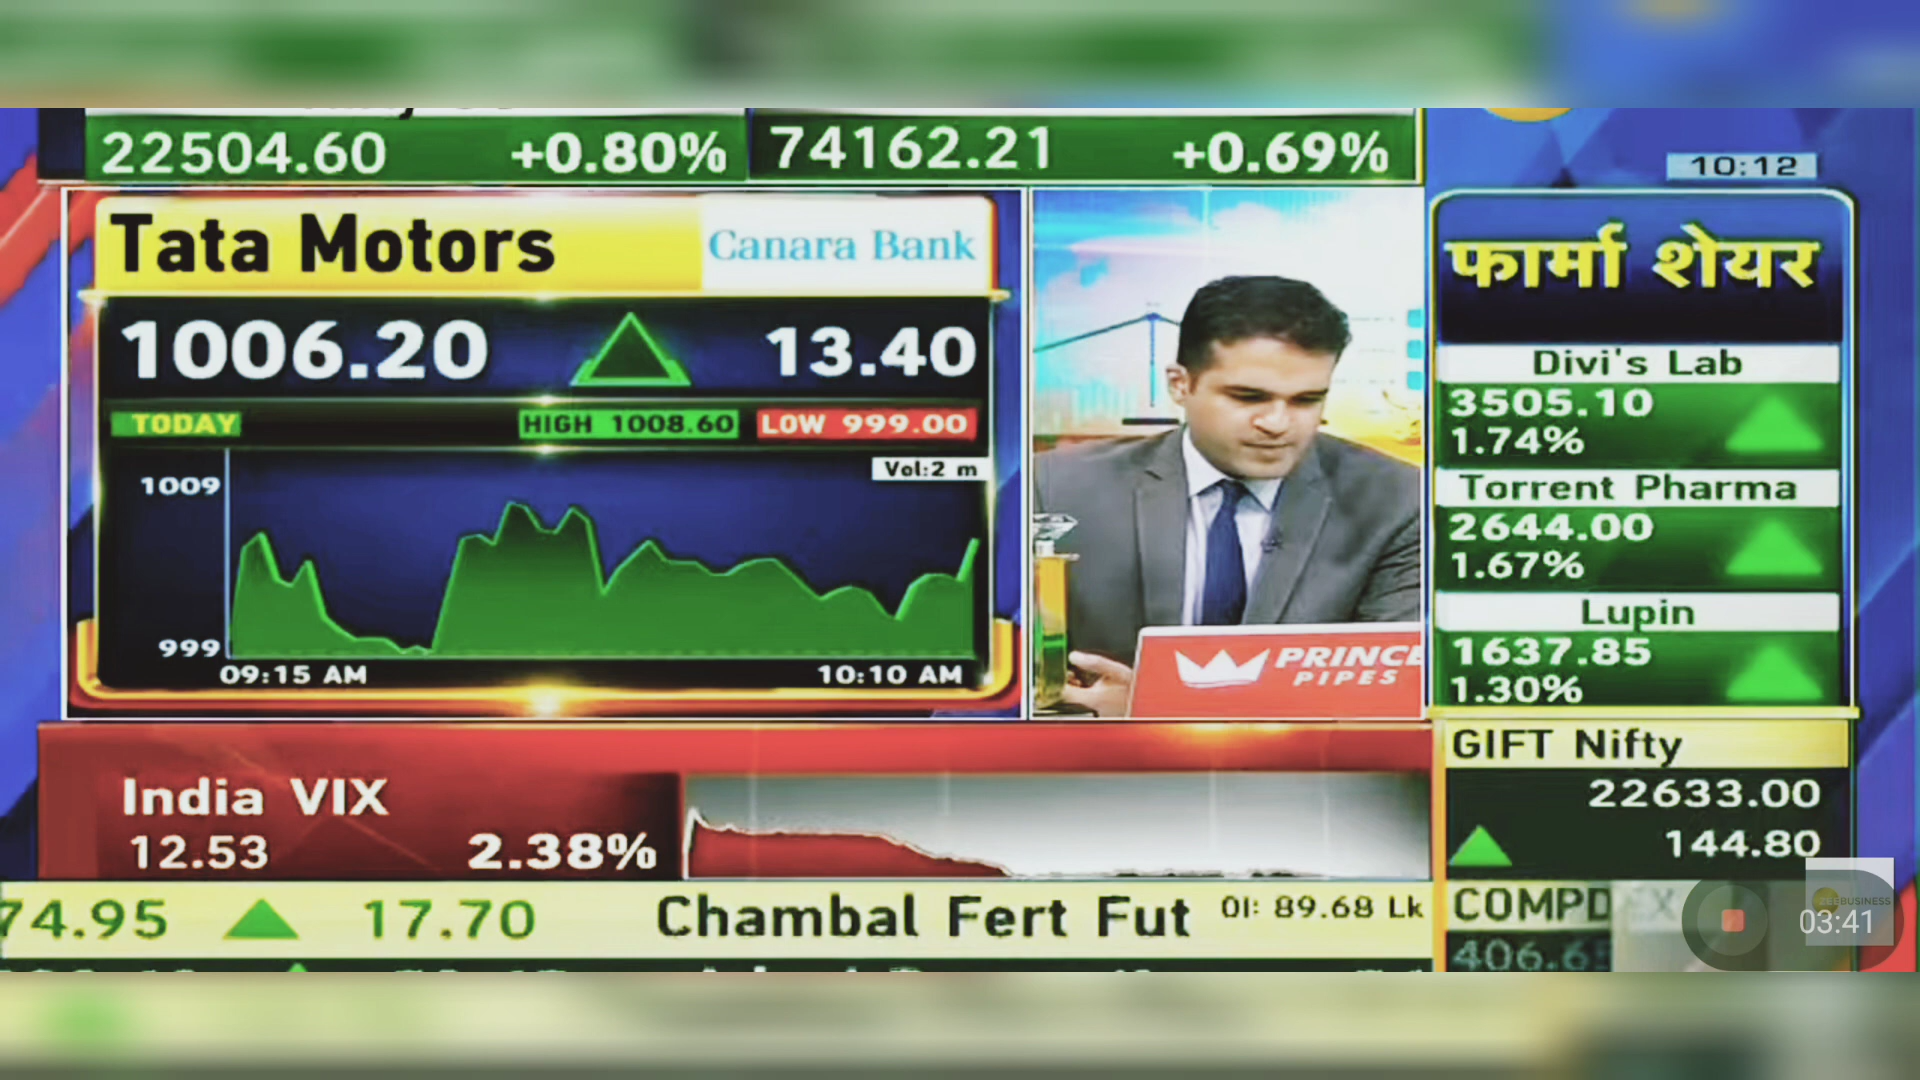 22504.60 +0.80% 74162.21 +0.69%
10:12
Tata Motors Canara Bank
1006.20 13.40
TODAY HIGH 1008.60 LOW 999.00
Vol:2 m
1009
999
09:15 AM 10:10 AM
PRINCE
PIPES
फार्मा शेयर
Divi's Lab
3505.10
1.74%
Torrent Pharma
2644.00
1.67%
Lupin
1637.85
1.30%
GIFT Nifty
22633.00
144.80
India VIX
12.53 2.38%
74.95 17.70 Chambal Fert Fut OI: 89.68 Lk
COMPDEX
406.65
ZEEBUSINESS
03:41